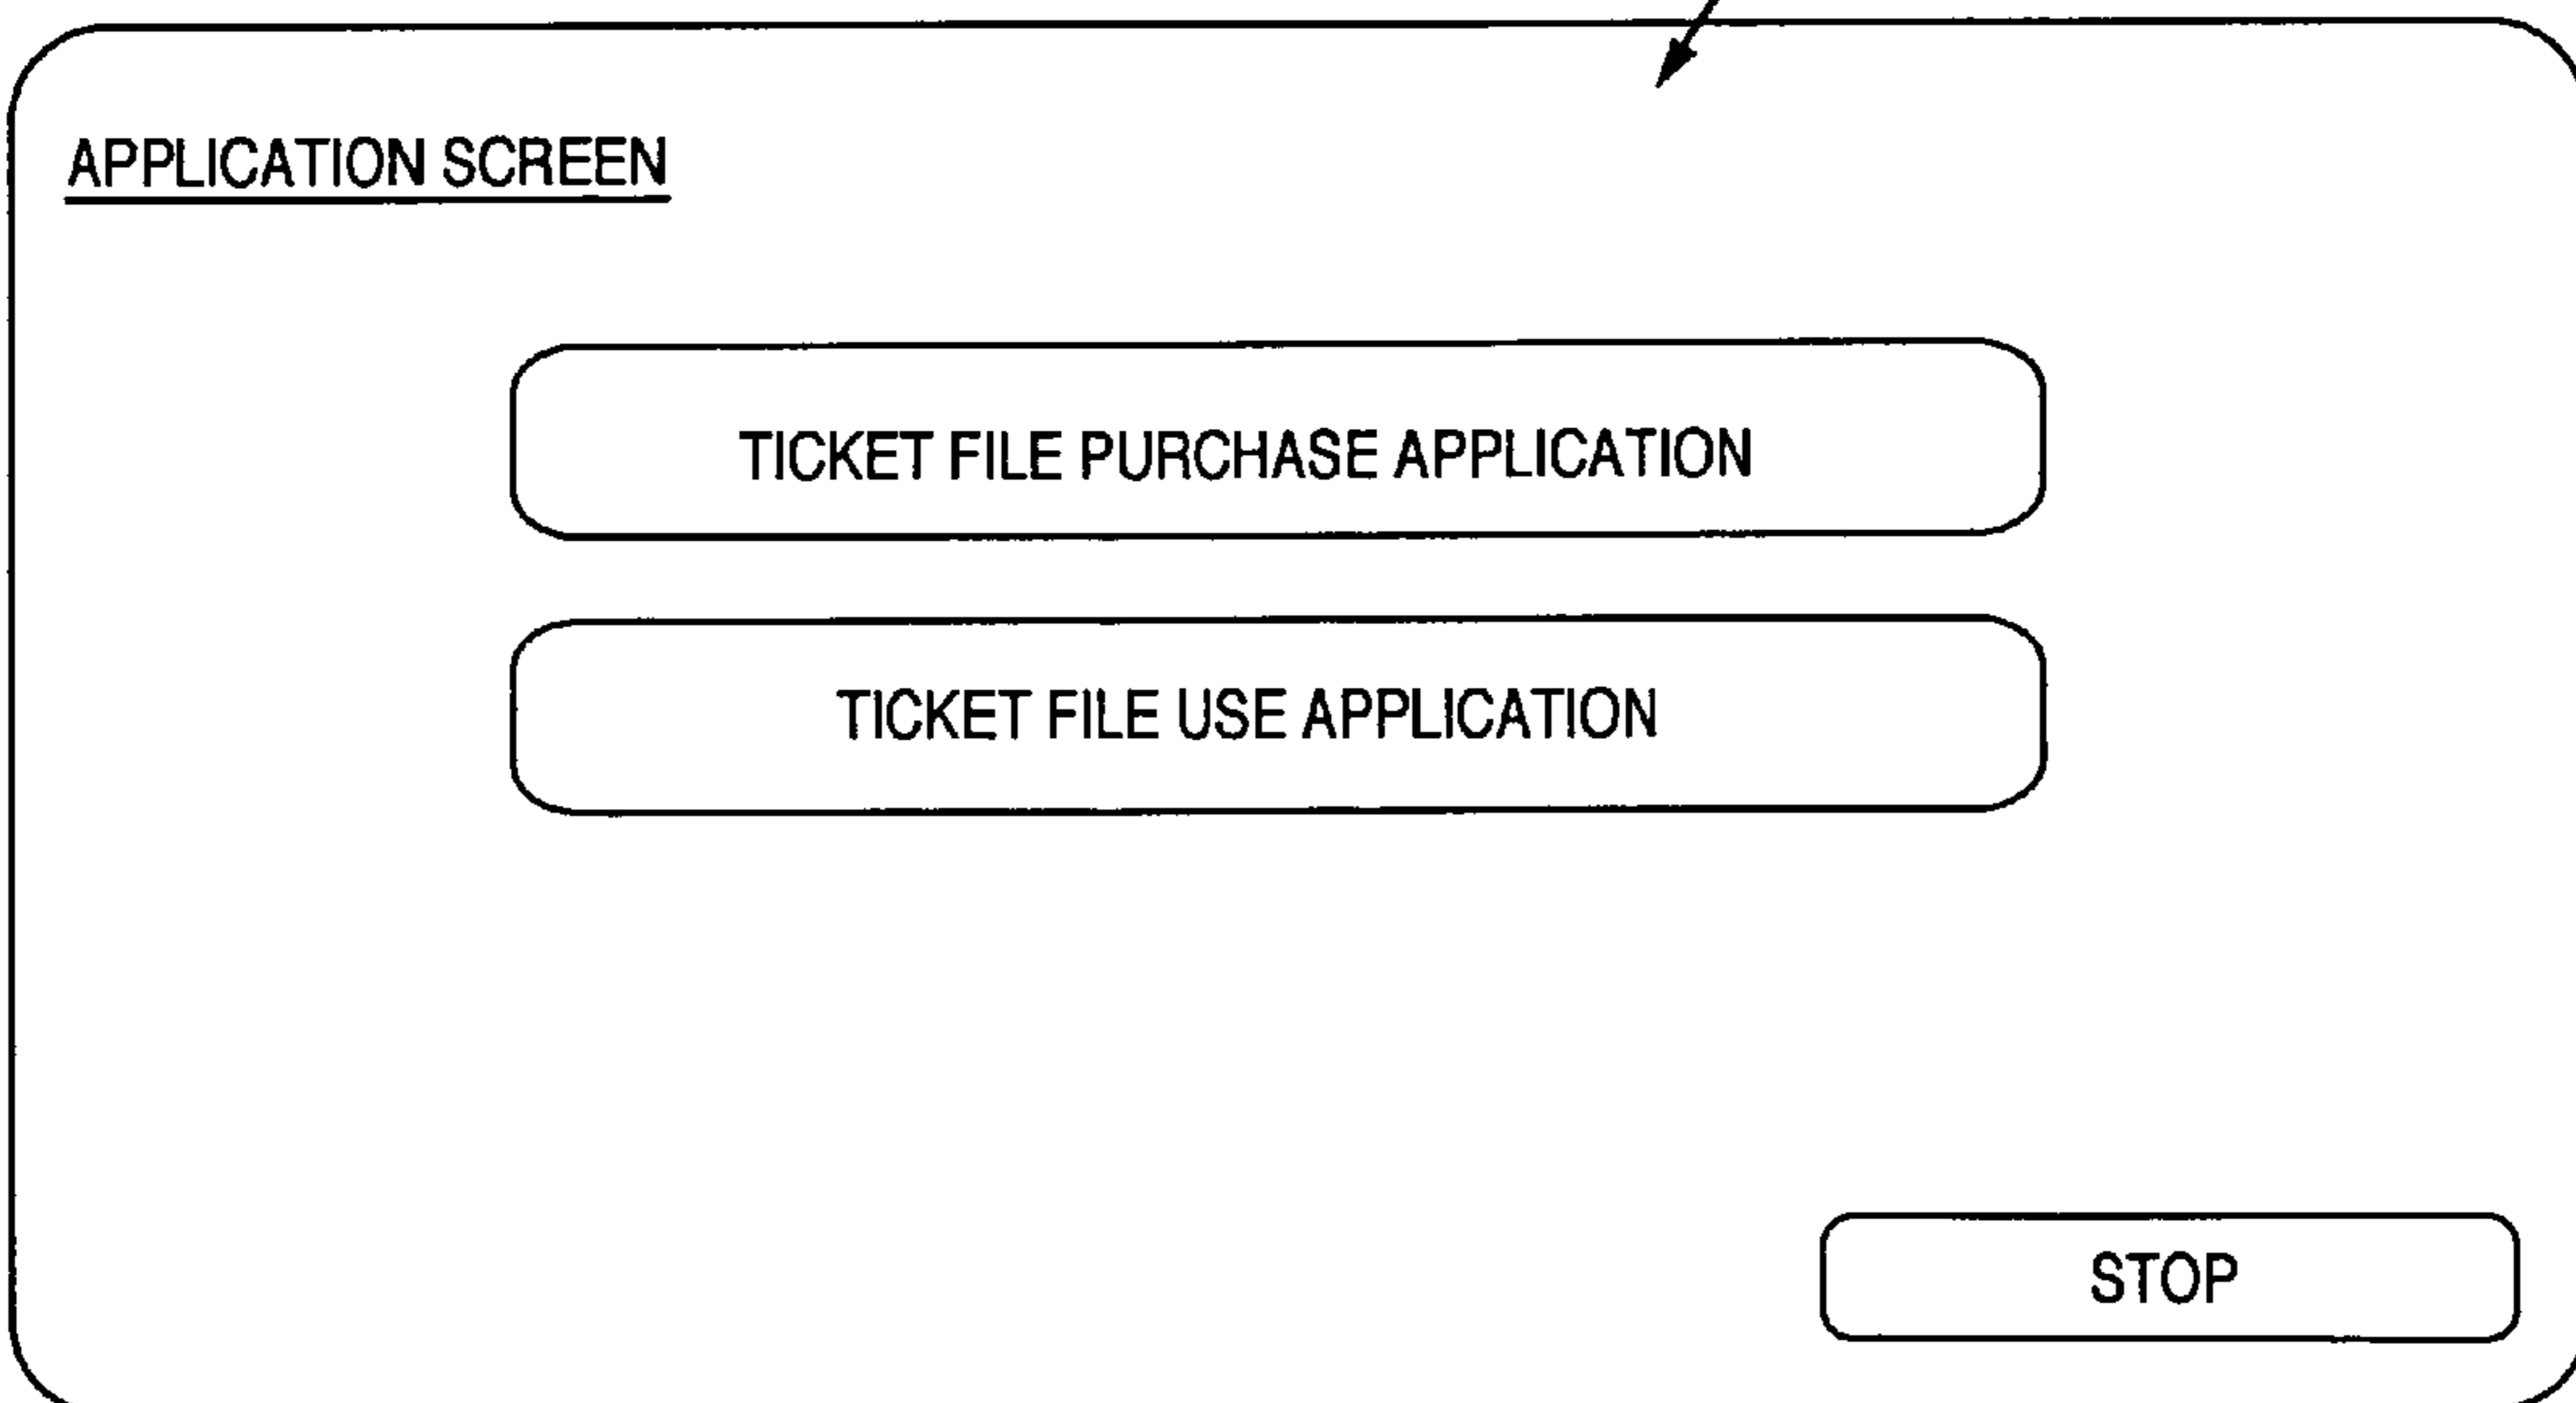 APPLICATION SCREEN
TICKET FILE PURCHASE APPLICATION
TICKET FILE USE APPLICATION
STOP